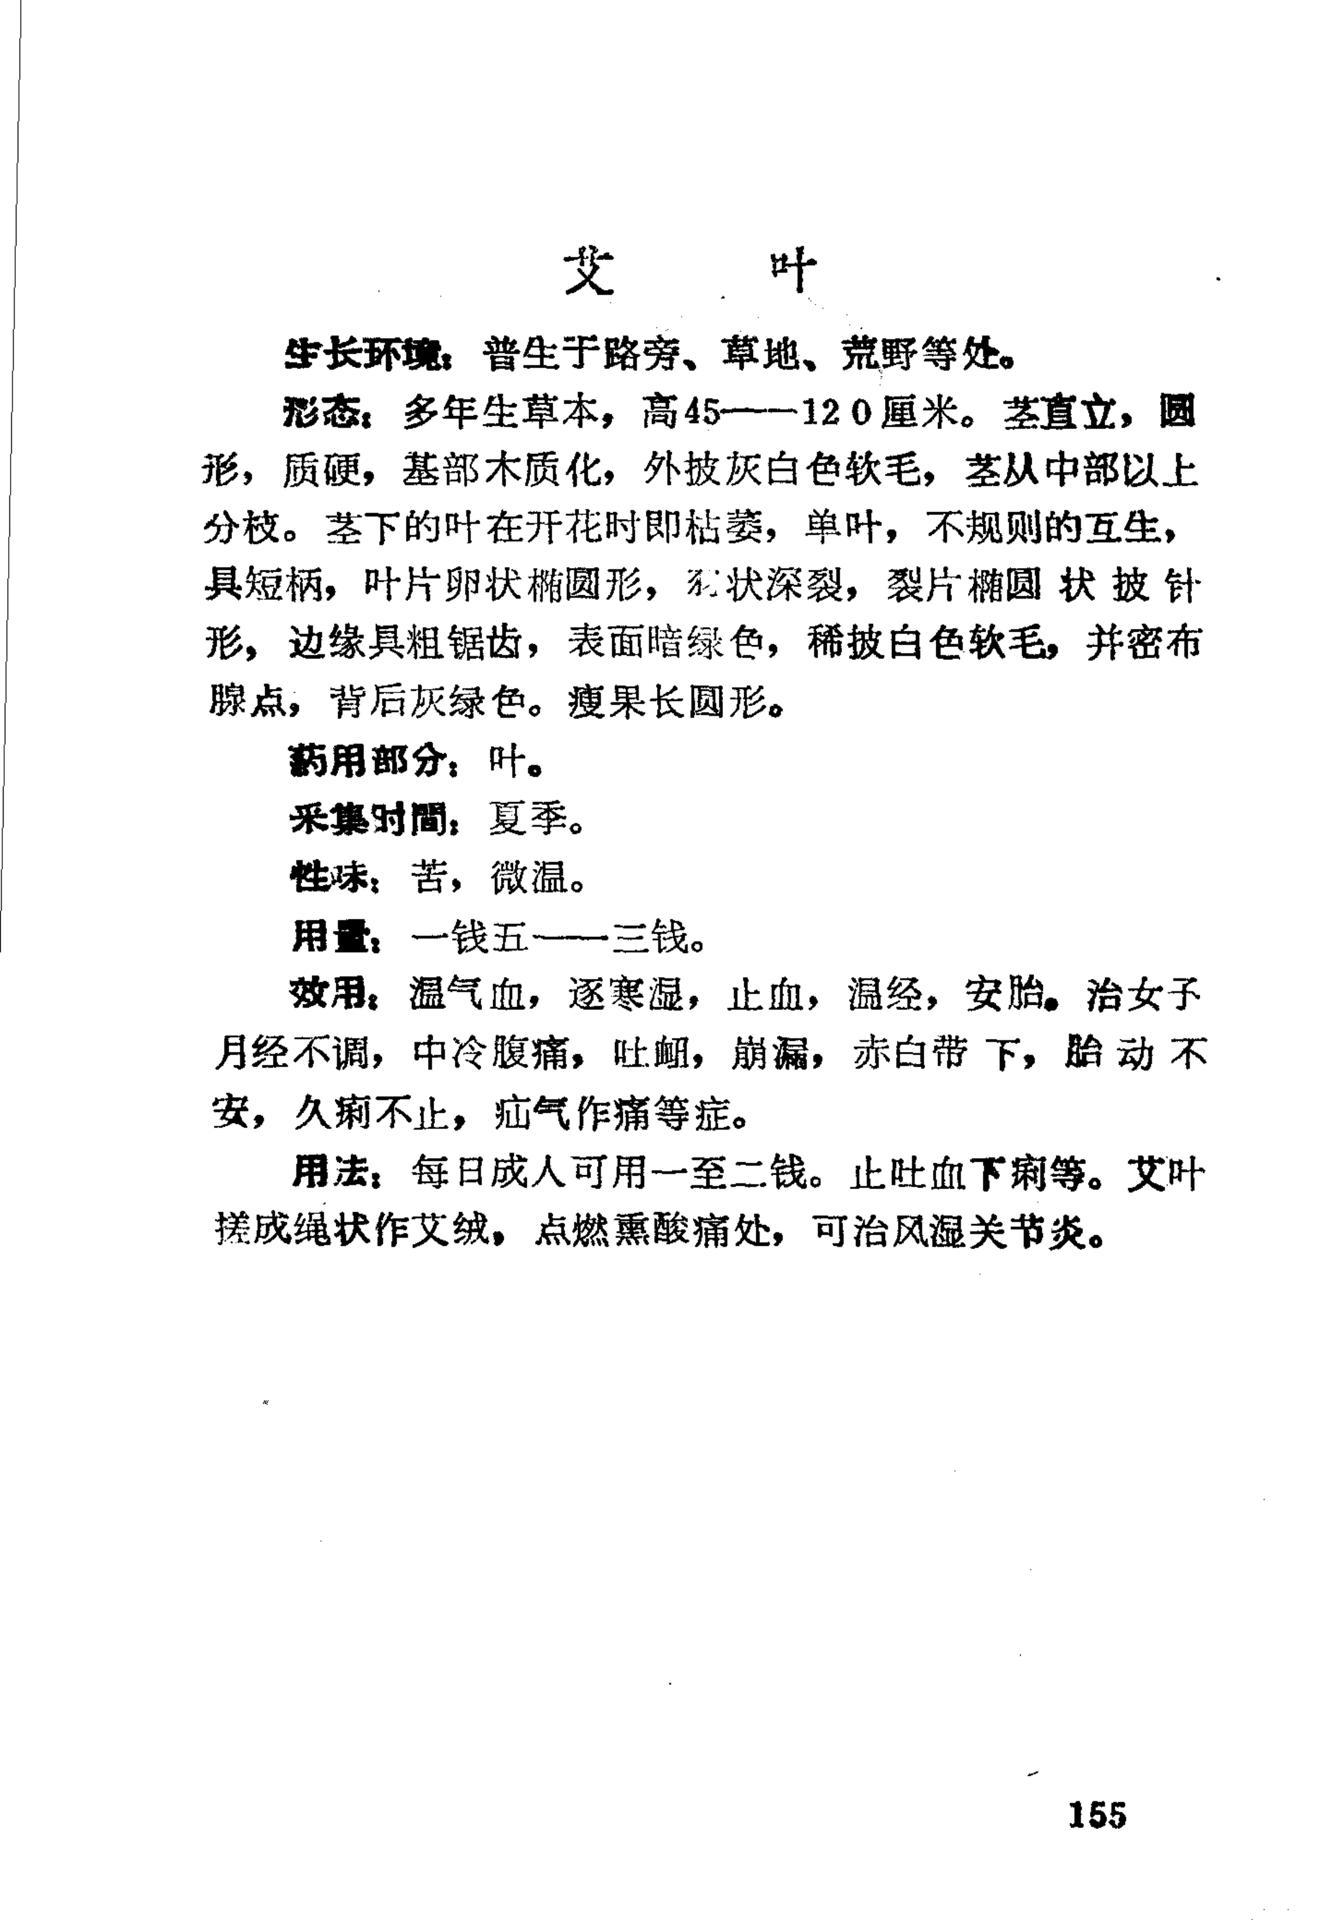 艾　叶
生长环境：普生于路旁、草地、荒野等处。
形态：多年生草本，高45——120厘米。茎直立，圆
形，质硬，基部木质化，外披灰白色软毛，茎从中部以上
分枝。茎下的叶在开花时即枯萎，单叶，不规则的互生，
具短柄，叶片卵状椭圆形，状深裂，裂片椭圆状披针
形，边缘具粗锯齿，表面暗绿色，稀披白色软毛，并密布
腺点，背后灰绿色。瘦果长圆形。
药用部分：叶。
采集时間：夏季。
性味：苦，微温。
用量：一钱五——三钱。
效用：温气血，逐寒湿，止血，温经，安胎。治女子
月经不调，中冷腹痛，吐衄，崩漏，赤白带下，胎动不
安，久痢不止，疝气作痛等症。
用法：每日成人可用一至二钱。止吐血下痢等。艾叶
搓成绳状作艾绒，点燃熏酸痛处，可治风湿关节炎。
155